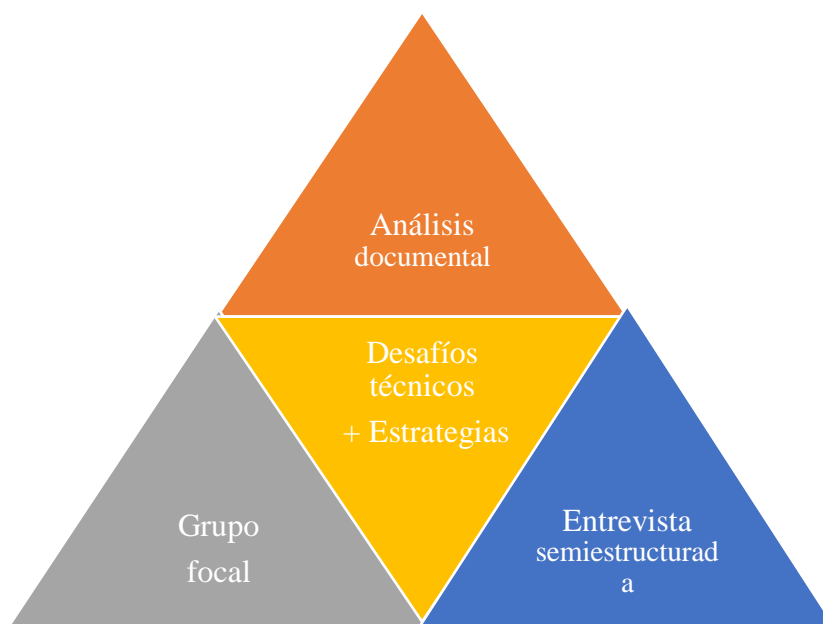 Análisis
documental
Desafíos
técnicos
+ Estrategias
Grupo
focal
Entrevista
semiestructurad
a